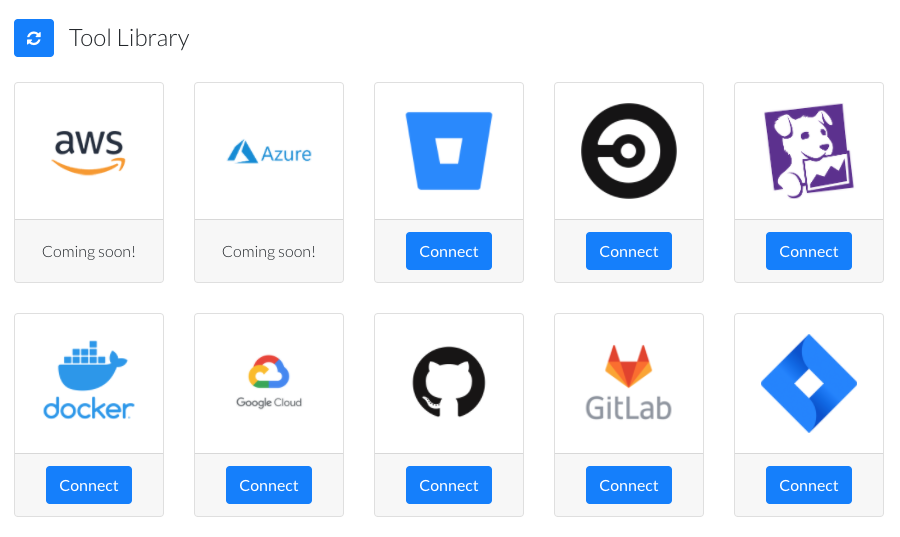 Tool Library
aws
Azure
Coming soon!
Coming soon!
Connect
Connect
Connect
docker
Google Cloud
GitLab
Connect
Connect
Connect
Connect
Connect